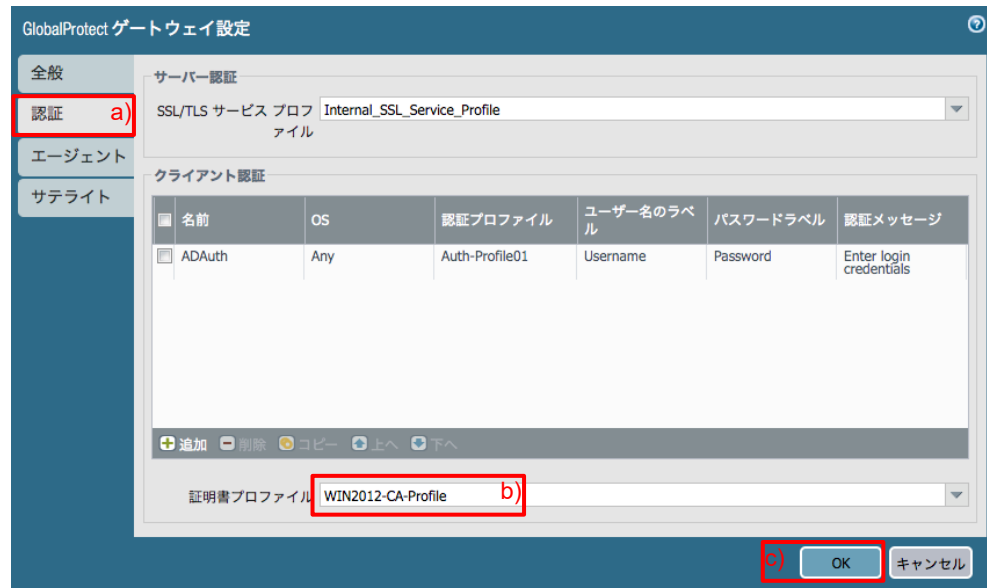 GlobalProtect ゲートウェイ設定
全般
認証
a)
エージェント
サテライト
サーバー認証
SSL/TLS サービス プロフ
ァイル
Internal_SSL_Service_Profile
クライアント認証
名前
OS
認証プロファイル
ユーザー名のラベ
ル
パスワードラベル
認証メッセージ
ADAuth
Any
Auth-Profile01
Username
Password
Enter login
credentials
追加
削除
コピー
上へ
下へ
証明書プロファイル
WIN2012-CA-Profile
b)
c)
OK
キャンセル